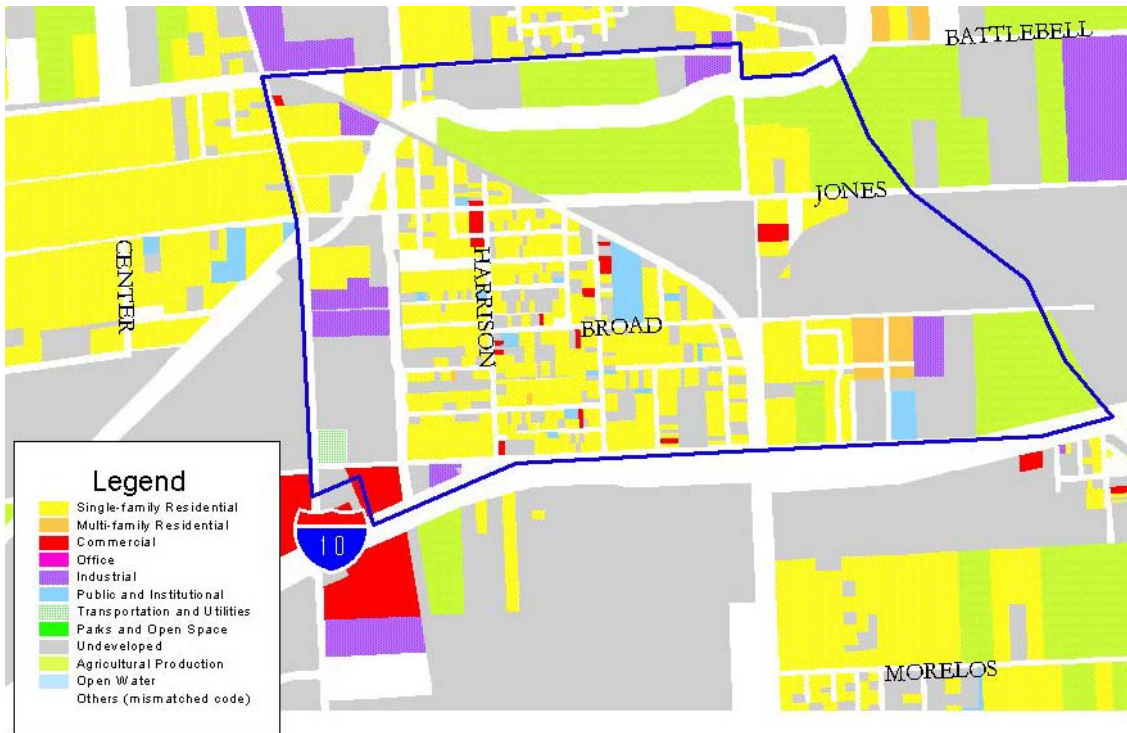 BATTLEBELL
JONES
CENTER
HARRISON
BROAD
10
MORELOS
Legend
Single-family Residential
Multi-family Residential
Commercial
Office
Industrial
Public and Institutional
Transportation and Utilities
Parks and Open Space
Undeveloped
Agricultural Production
Open Water
Others (mismatched code)